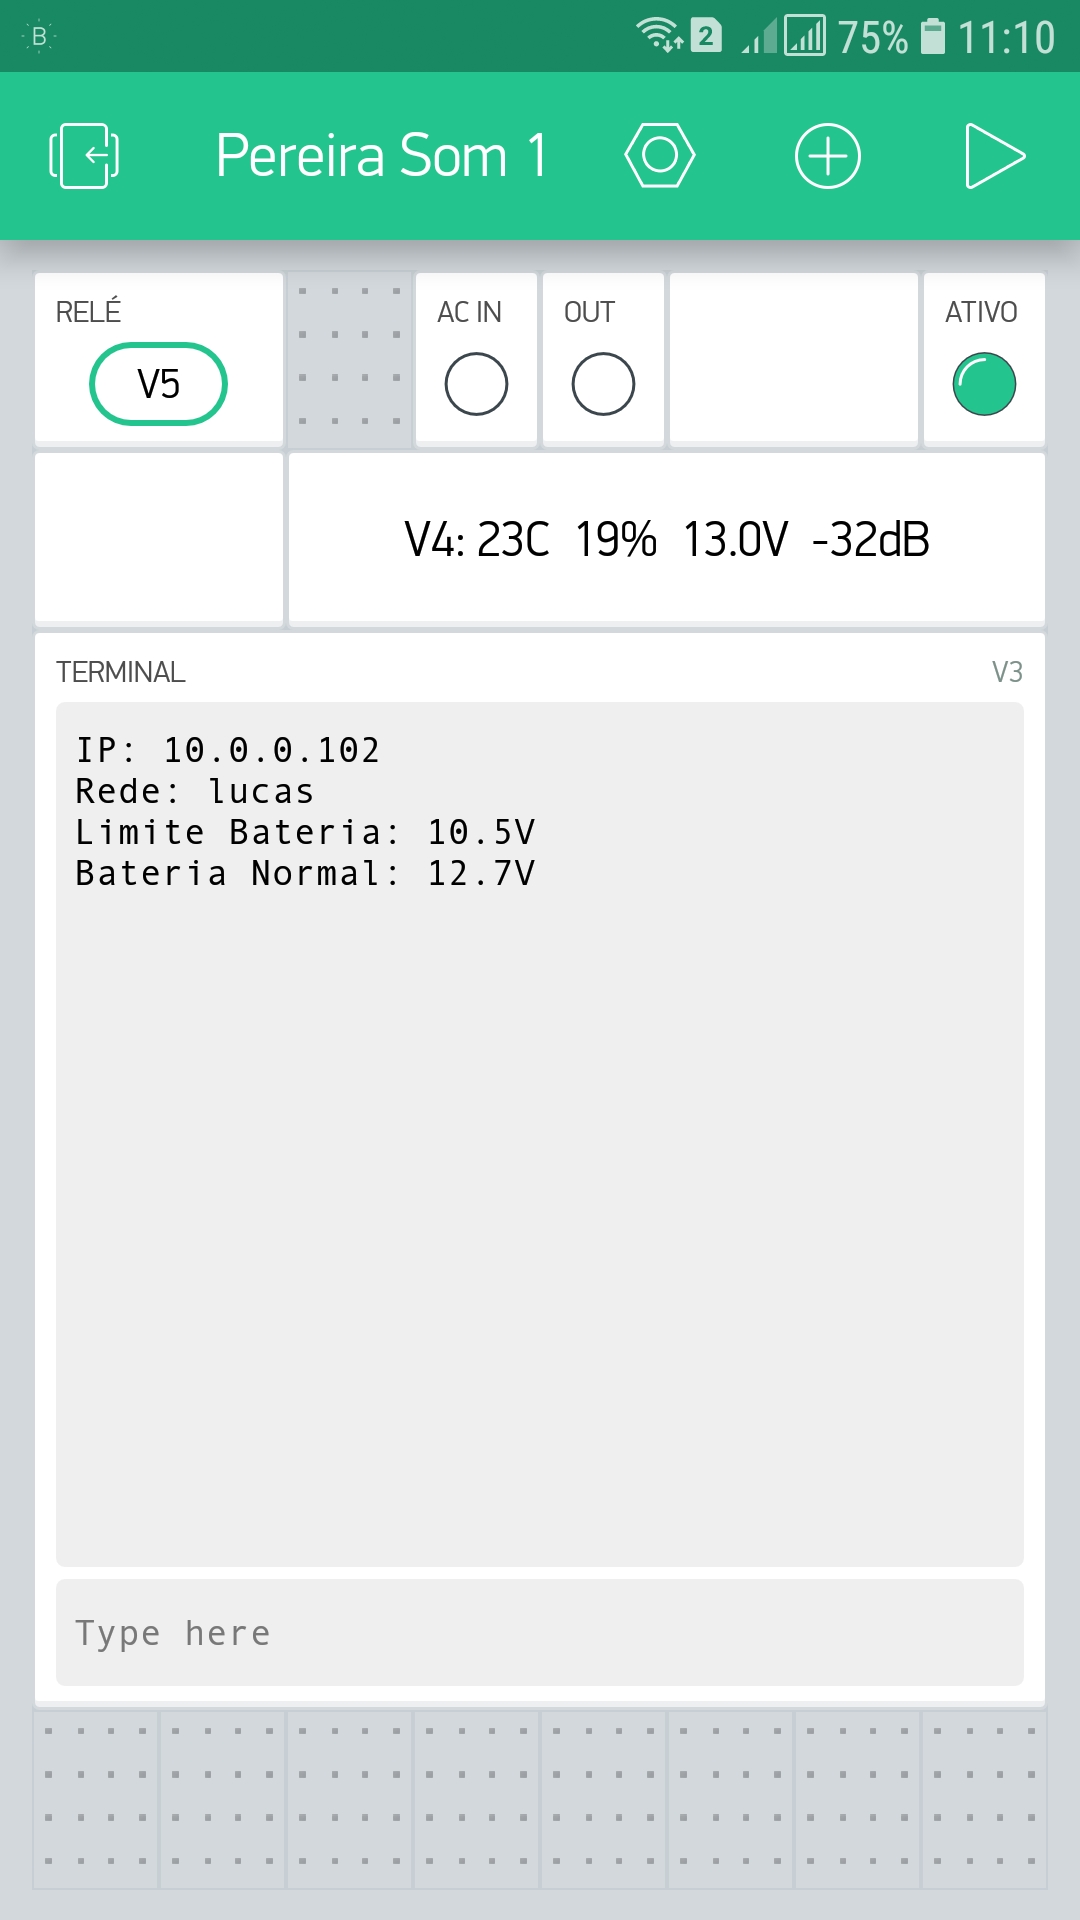 B 2 75% 11:10
Pereira Som 1
RELÉ AC IN OUT ATIVO
V5
V4: 23C 19% 13.0V -32dB
TERMINAL V3
IP: 10.0.0.102
Rede: lucas
Limite Bateria: 10.5V
Bateria Normal: 12.7V
Type here